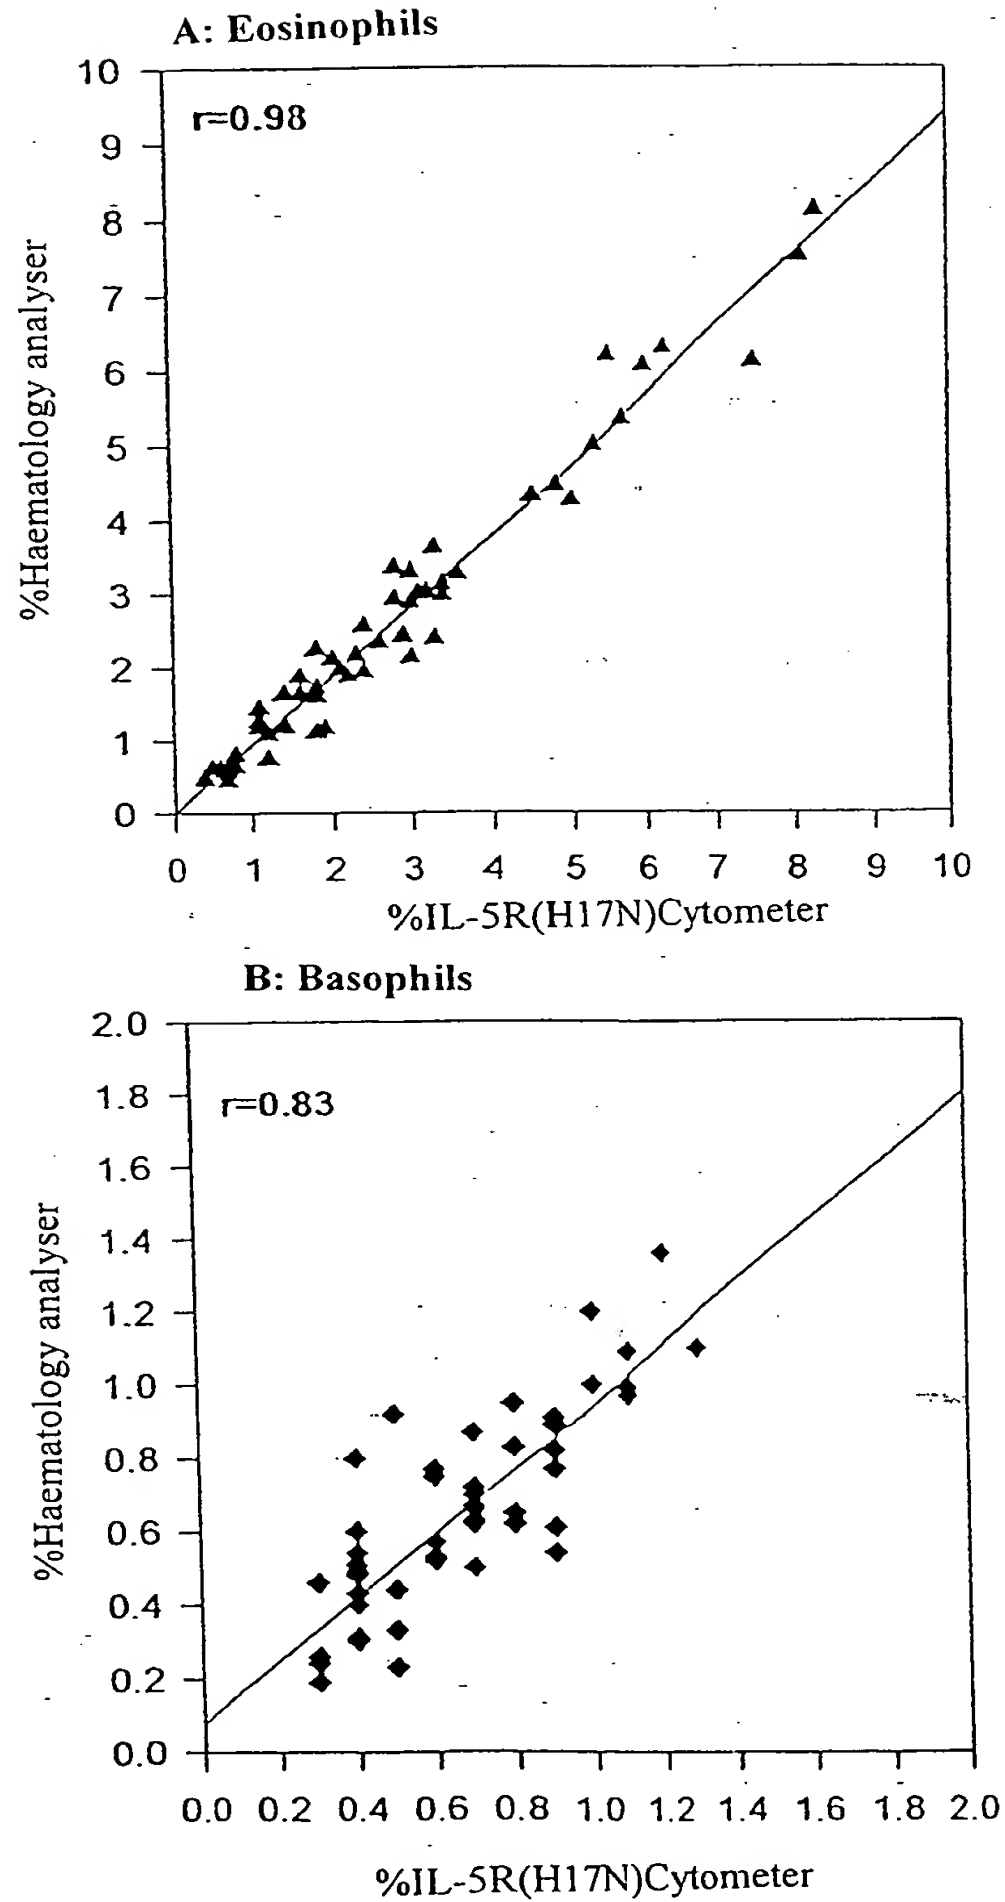 A: Eosinophils
r=0.98
10
9
8
7
6
5
4
3
2
1
0
%Haematology analyser
0 1 2 3 4 5 6 7 8 9 10
%IL-5R(H17N)Cytometer
B: Basophils
r=0.83
2.0
1.8
1.6
1.4
1.2
1.0
0.8
0.6
0.4
0.2
0.0
%Haematology analyser
0.0 0.2 0.4 0.6 0.8 1.0 1.2 1.4 1.6 1.8 2.0
%IL-5R(H17N)Cytometer